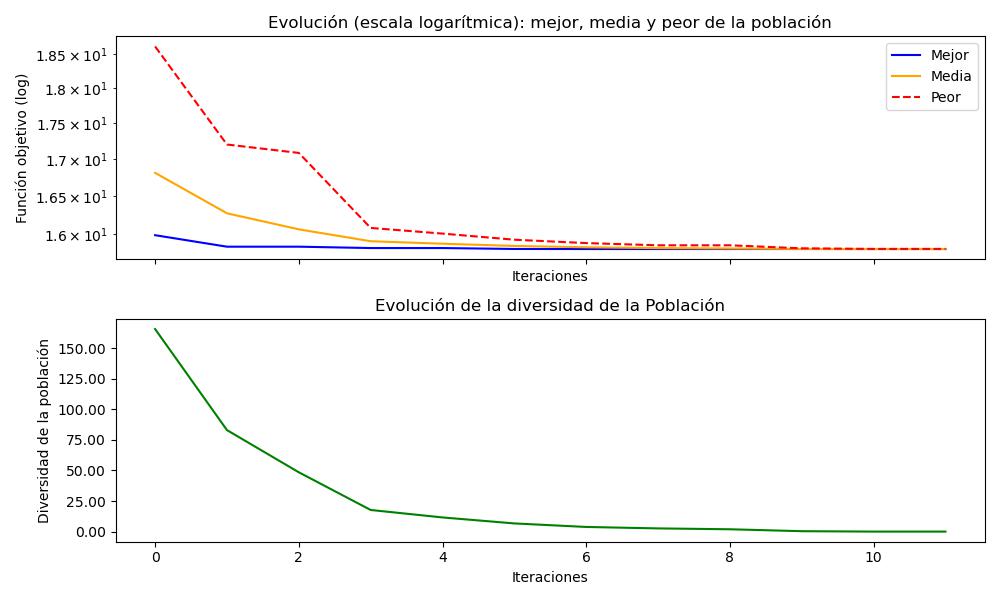 Evolución (escala logarítmica): mejor, media y peor de la población
Función objetivo (log)
1.85 × 10¹
1.8 × 10¹
1.75 × 10¹
1.7 × 10¹
1.65 × 10¹
1.6 × 10¹
Mejor
Media
Peor
Iteraciones
Evolución de la diversidad de la Población
Diversidad de la población
150.00
125.00
100.00
75.00
50.00
25.00
0.00
0 2 4 6 8 10
Iteraciones